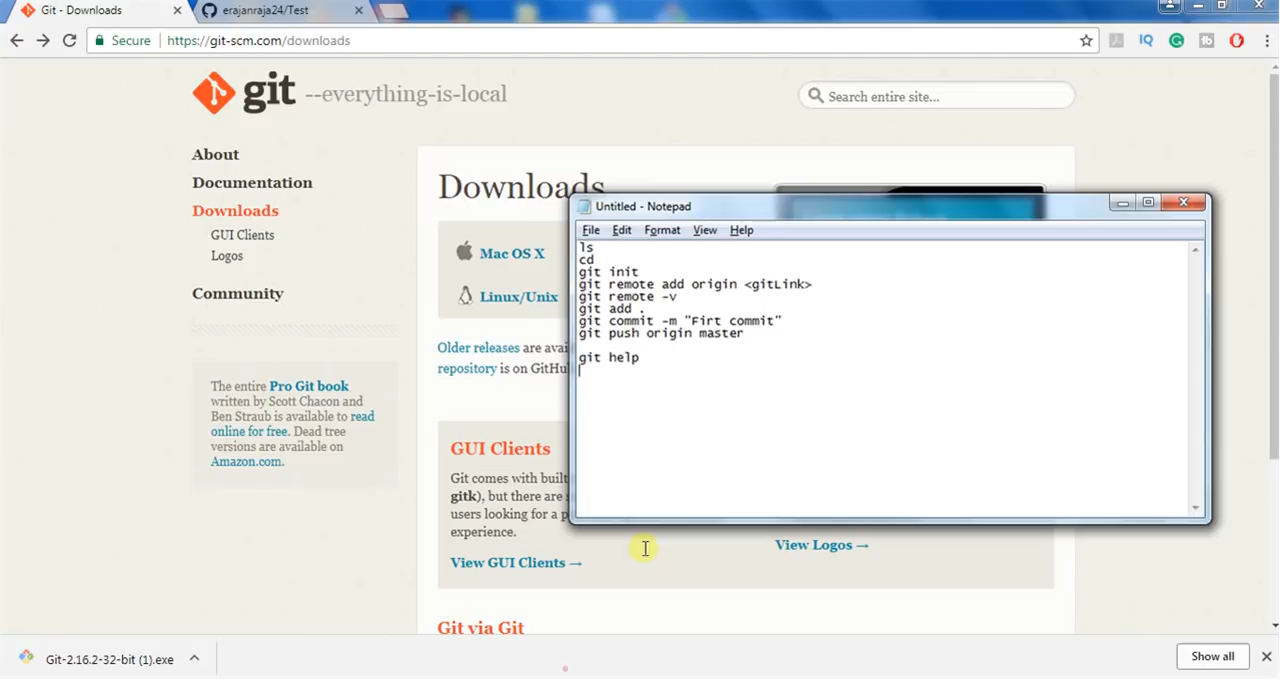 Git - Downloads
erajanraja24/Test
Secure
https://git-scm.com/downloads
IQ
git --everything-is-local
Search entire site...
About
Documentation
Downloads
GUI Clients
Logos
Community
The entire Pro Git book
written by Scott Chacon and
Ben Straub is available to read
online for free. Dead tree
versions are available on
Amazon.com.
Downloads
Mac OS X
Linux/Unix
Older releases are avai
repository is on GitHu
GUI Clients
Git comes with built
gitk), but there are
users looking for a p
experience.
View GUI Clients →
View Logos →
Git via Git
Untitled - Notepad
File Edit Format View Help
ls
cd
git init
git remote add origin <gitLink>
git remote -v
git add .
git commit -m "Firt commit"
git push origin master
git help
Git-2.16.2-32-bit (1).exe
Show all